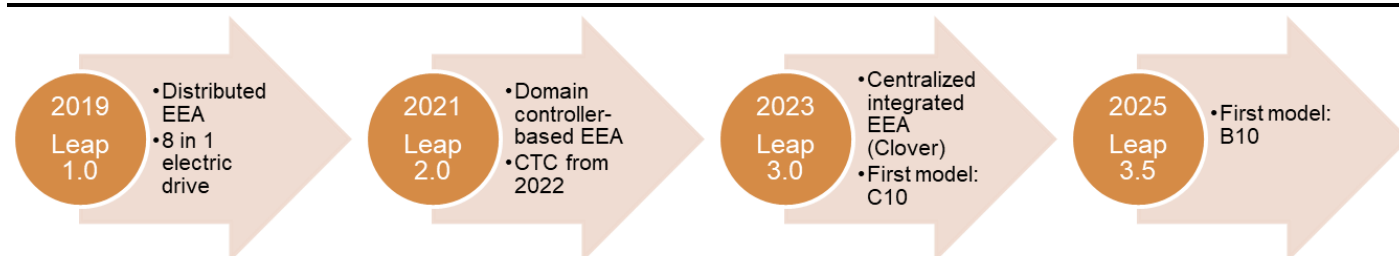 2019
Leap
1.0
•Distributed
EEA
•8 in 1
electric
drive
2021
Leap
2.0
•Domain
controller-
based EEA
•CTC from
2022
2023
Leap
3.0
•Centralized
integrated
EEA
(Clover)
•First model:
C10
2025
Leap
3.5
•First model:
B10